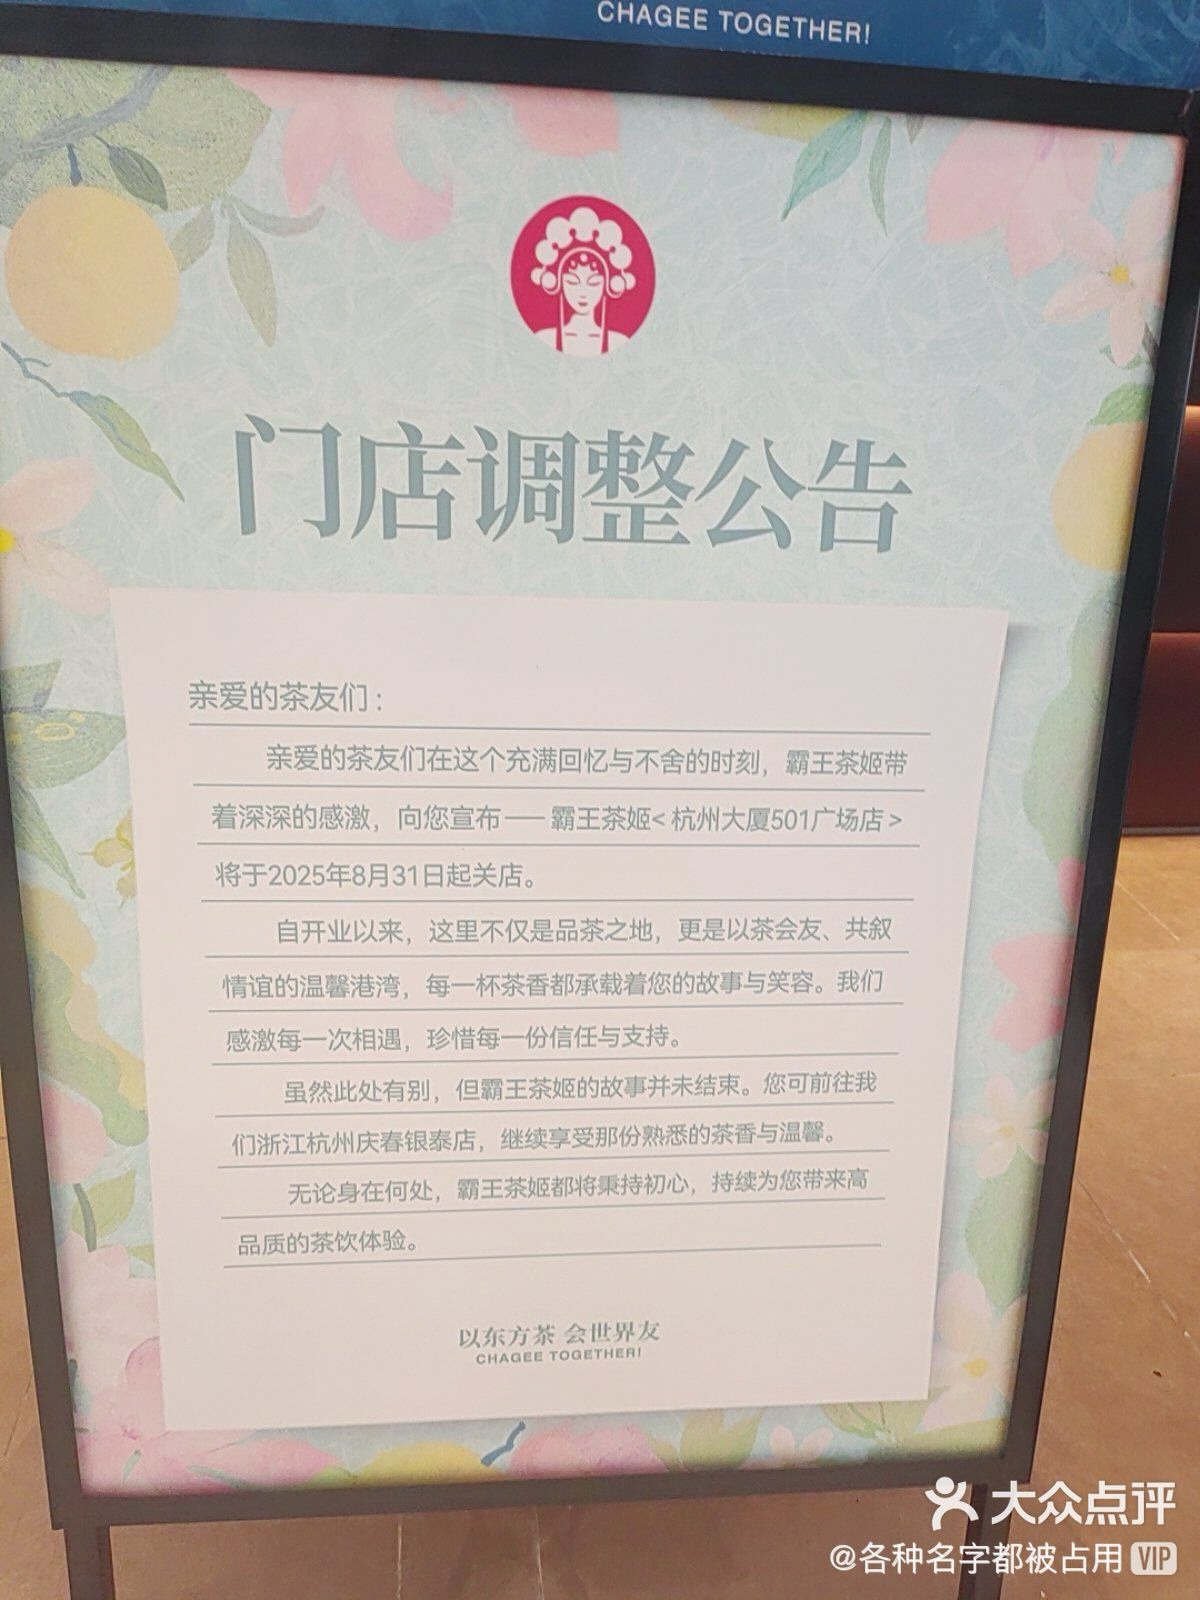 CHAGEE TOGETHER!
门店调整公告
亲爱的茶友们：
亲爱的茶友们在这个充满回忆与不舍的时刻，霸王茶姬带
着深深的感激，向您宣布——霸王茶姬<杭州大厦501广场店>
将于2025年8月31日起关店。
自开业以来，这里不仅是品茶之地，更是以茶会友、共叙
情谊的温馨港湾，每一杯茶香都承载着您的故事与笑容。我们
感激每一次相遇，珍惜每一份信任与支持。
虽然此处有别，但霸王茶姬的故事并未结束。您可前往我
们浙江杭州庆春银泰店，继续享受那份熟悉的茶香与温馨。
无论身在何处，霸王茶姬都将秉持初心，持续为您带来高
品质的茶饮体验。
以东方茶 会世界友
CHAGEE TOGETHER!
大众点评
@各种名字都被占用 VIP